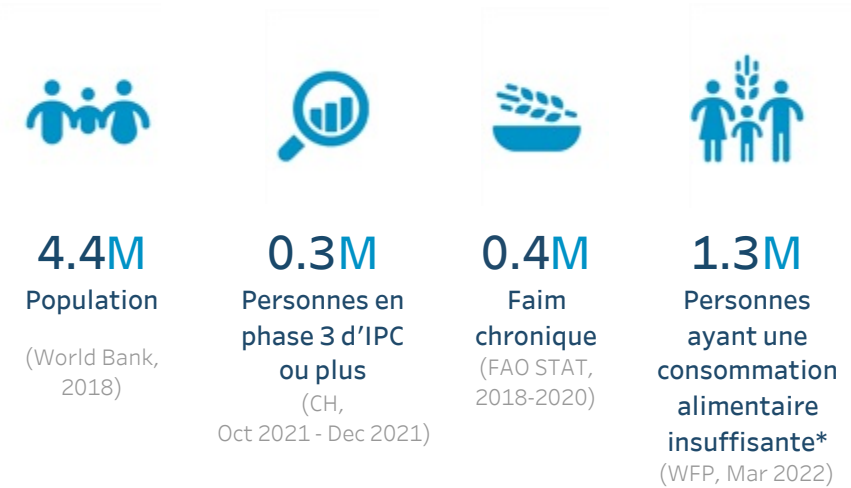 4.4M
Population
(World Bank,
2018)
0.3M
Personnes en
phase 3 d’IPC
ou plus
(CH,
Oct 2021 - Dec 2021)
0.4M
Faim
chronique
(FAO STAT,
2018-2020)
1.3M
Personnes
ayant une
consommation
alimentaire
insuffisante*
(WFP, Mar 2022)